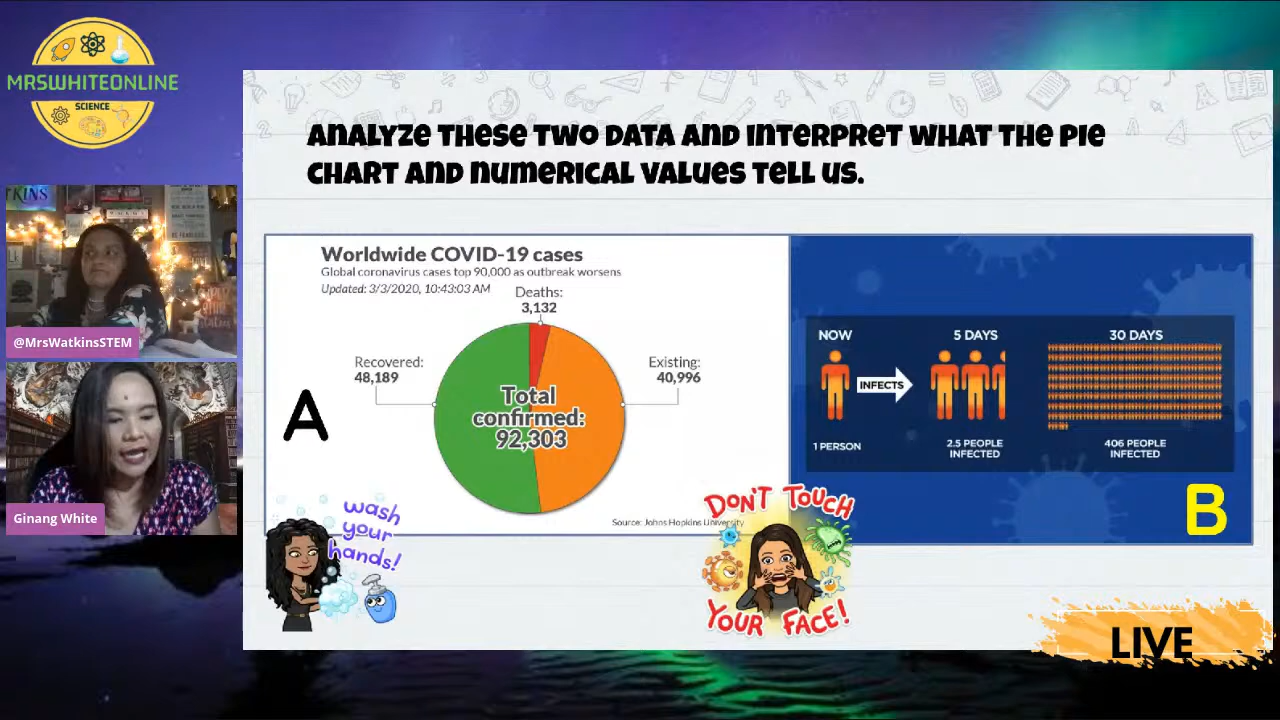 MRSWHITEONLINE
SCIENCE
KINS
@MrsWatkinsSTEM
Ginang White
ANALYZE THESE TWO DATA AND INTERPRET WHAT THE PIE
CHART AND NUMERICAL VALUES TELL US.
Worldwide COVID-19 cases
Global coronavirus cases top 90,000 as outbreak worsens
Updated: 3/3/2020, 10:43:03 AM
Deaths:
3,132
Recovered:
48,189
Existing:
40,996
Total
confirmed:
92,303
A
Source: Johns Hopkins University
wash
your
hands!
DON'T TOUCH
YOUR FACE!
NOW
5 DAYS
30 DAYS
INFECTS
1 PERSON
2.5 PEOPLE
INFECTED
406 PEOPLE
INFECTED
B
LIVE